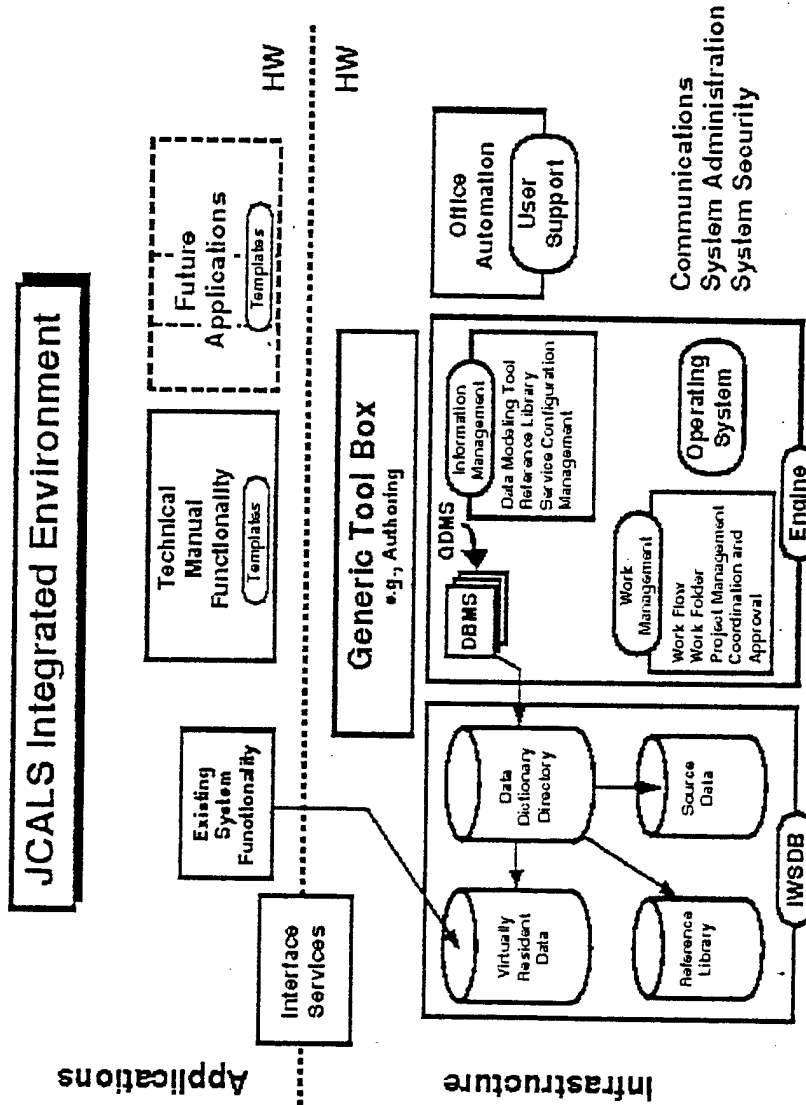 JCALS Integrated Environment
Applications
Existing
System
Functionality
Technical
Manual
Functionality
Templates
Future
Applications
Templates
HW
Interface
Services
HW
Infrastructure
Generic Tool Box
e.g., Authoring
Virtually
Resident
Data
Data
Dictionary
Directory
Reference
Library
Source
Data
IWSDB
DBMS
QDMS
Information
Management
Data Modeling Tool
Reference Library
Service Configuration
Management
Work
Management
Work Flow
Work Folder
Project Management
Coordination and
Approval
Operating
System
Engine
Office
Automation
User
Support
Communications
System Administration
System Security